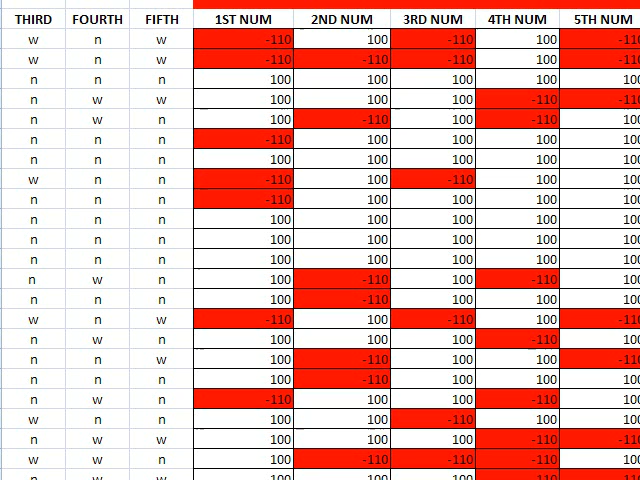 THIRD FOURTH FIFTH 1ST NUM 2ND NUM 3RD NUM 4TH NUM 5TH NUM
w n w -110 100 -110 100 -110
w n w -110 -110 -110 100 -110
n n n 100 100 100 100 100
n w w 100 100 100 -110 -110
n w n 100 -110 100 -110 100
n n n -110 100 100 100 100
n n n 100 100 100 100 100
w n n -110 100 -110 100 100
n n n -110 100 100 100 100
n n n 100 100 100 100 100
n n n 100 100 100 100 100
n n n 100 100 100 100 100
n w n 100 -110 100 -110 100
n n n 100 -110 100 100 100
w n w -110 100 -110 100 -110
n w n 100 100 100 -110 100
n n w 100 -110 100 100 -110
n n n 100 -110 100 100 100
n w n -110 100 100 -110 100
w n n 100 100 -110 100 100
n w w 100 100 100 -110 -110
w w n 100 -110 -110 -110 100
n w w 100 100 100 -110 -110